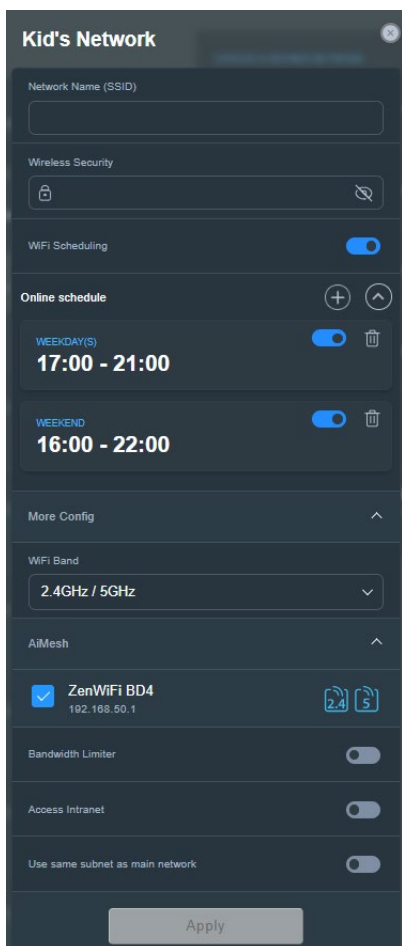 Kid's Network
Network Name (SSID)
Wireless Security
WiFi Scheduling
Online schedule
WEEKDAY(S)
17:00 - 21:00
WEEKEND
16:00 - 22:00
More Config
WiFi Band
2.4GHz / 5GHz
AiMesh
ZenWiFi BD4
2.4 5
192.168.50.1
Bandwidth Limiter
Access Intranet
Use same subnet as main network
Apply